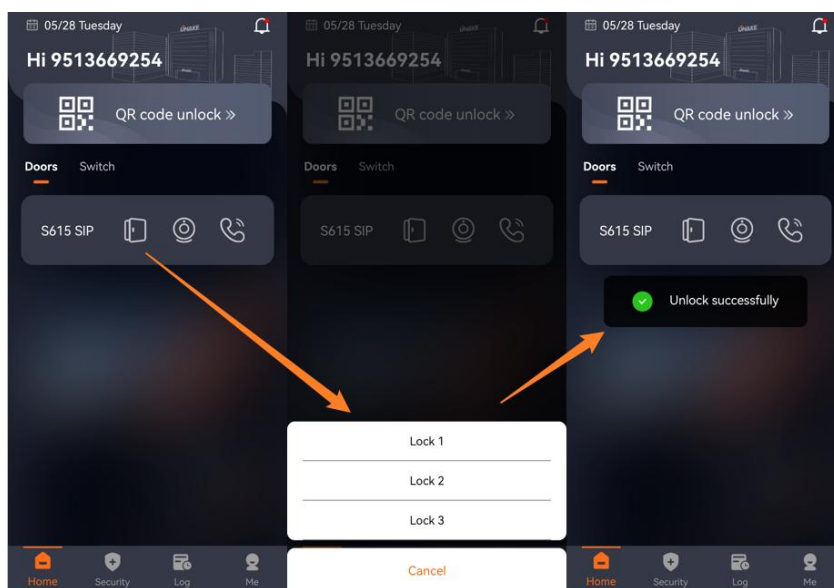 05/28 Tuesday
Hi 9513669254
QR code unlock »
Doors Switch
S615 SIP
Home Security Log Me
05/28 Tuesday
Hi 9513669254
QR code unlock »
Doors Switch
S615 SIP
Lock 1
Lock 2
Lock 3
Cancel
05/28 Tuesday
Hi 9513669254
QR code unlock »
Doors Switch
S615 SIP
Unlock successfully
Home Security Log Me